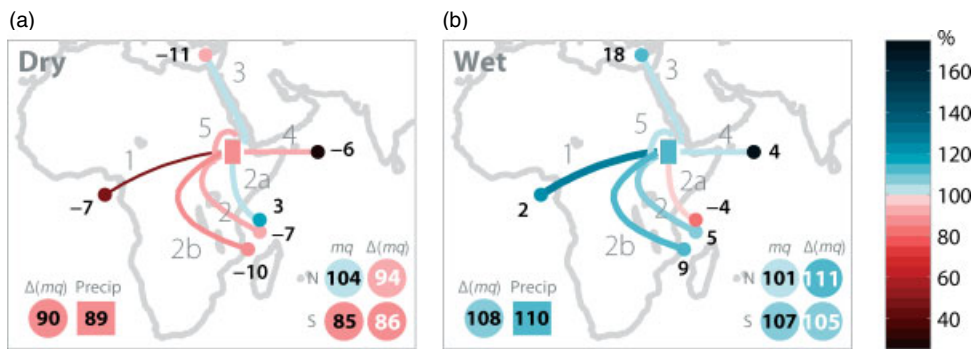 (a)
Dry
−11
3
5
4
1
−6
2a
−7
2
3
−7
2b
−10
mq Δ(mq)
N 104 94
Δ(mq) Precip
90 89
S 85 86
(b)
Wet
18
3
5
4
1
4
2a
2
2
−4
5
2b
9
mq Δ(mq)
N 101 111
Δ(mq) Precip
108 110
S 107 105
%
160
140
120
100
80
60
40